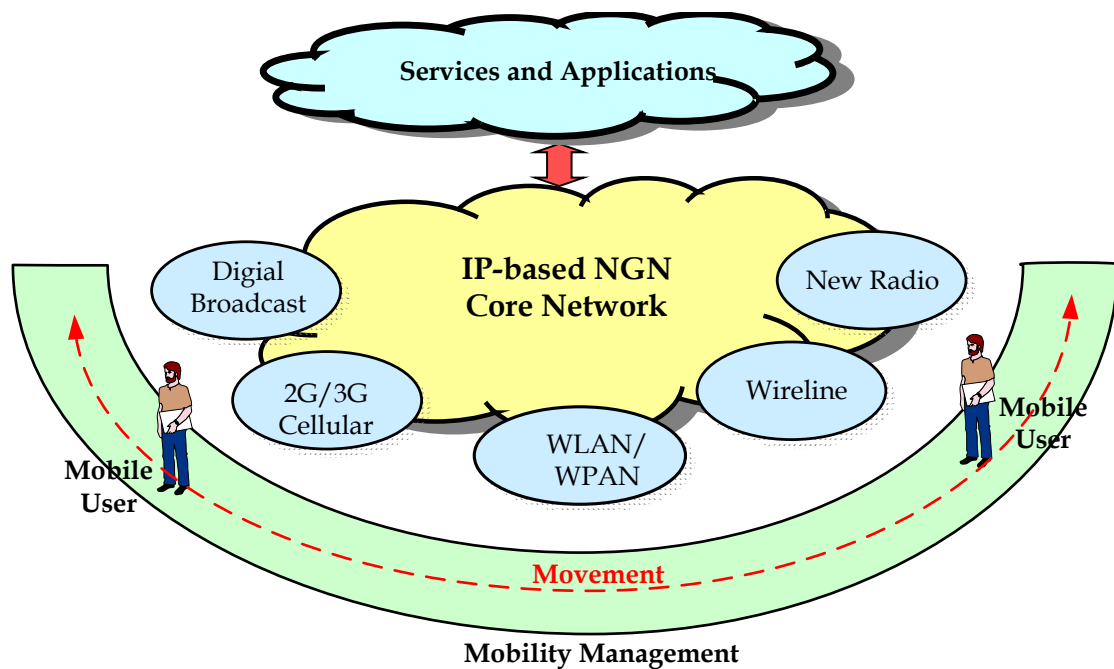 Services and Applications
IP-based NGN
Core Network
Digial
Broadcast
New Radio
2G/3G
Cellular
Wireline
WLAN/
WPAN
Mobile
User
Mobile
User
Movement
Mobility Management